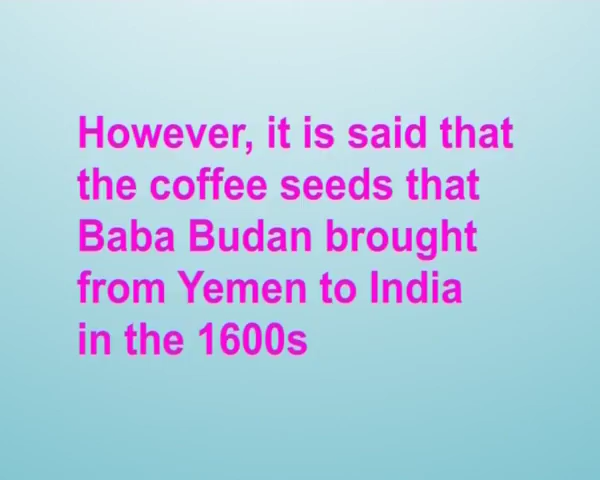 However, it is said that
the coffee seeds that
Baba Budan brought
from Yemen to India
in the 1600s